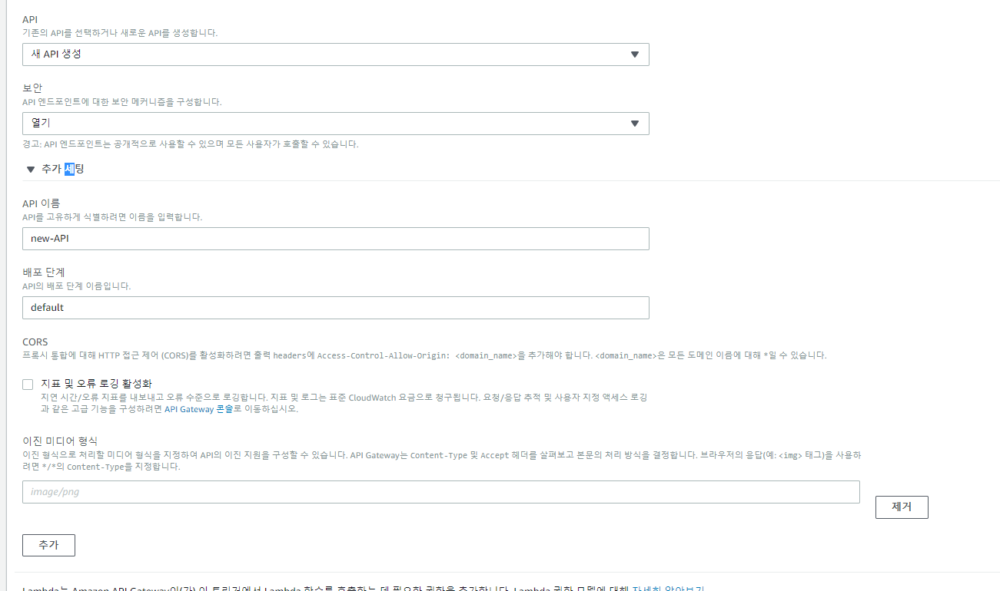 API
기존의 API를 선택하거나 새로운 API를 생성합니다.
새 API 생성
보안
API 엔드포인트에 대한 보안 메커니즘을 구성합니다.
열기
경고: API 엔드포인트는 공개적으로 사용할 수 있으며 모든 사용자가 호출할 수 있습니다.
추가 세팅
API 이름
API를 고유하게 식별하려면 이름을 입력합니다.
new-API
배포 단계
API의 배포 단계 이름입니다.
default
CORS
프록시 통합에 대해 HTTP 접근 제어 (CORS)를 활성화하려면 출력 headers에 Access-Control-Allow-Origin: <domain_name>을 추가해야 합니다. <domain_name>은 모든 도메인 이름에 대해 *일 수 있습니다.
지표 및 오류 로깅 활성화
지연 시간/오류 지표를 내보내고 오류 수준으로 로깅합니다. 지표 및 로그는 표준 CloudWatch 요금으로 청구됩니다. 요청/응답 추적 및 사용자 지정 액세스 로깅
과 같은 고급 기능을 구성하려면 API Gateway 콘솔로 이동하십시오.
이진 미디어 형식
이진 형식으로 처리할 미디어 형식을 지정하여 API의 이진 지원을 구성할 수 있습니다. API Gateway는 Content-Type 및 Accept 헤더를 살펴보고 본문의 처리 방식을 결정합니다. 브라우저의 응답(예: <img> 태그)을 사용하
려면 */*의 Content-Type을 지정합니다.
image/png
제거
추가
Lambda는 Amazon API Gateway이(가) 이 트리거에서 Lambda 함수를 호출하는 데 필요한 권한을 추가합니다. Lambda 권한 모델에 대해 자세히 알아보기